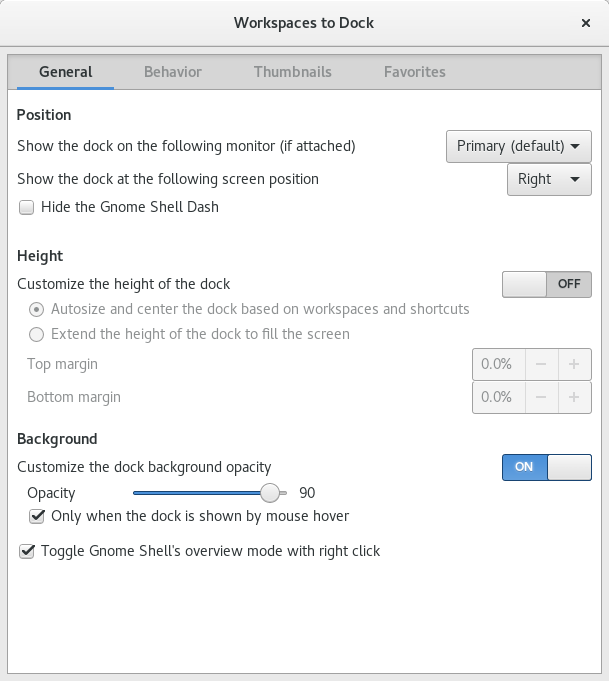 Workspaces to Dock
General Behavior Thumbnails Favorites
Position
Show the dock on the following monitor (if attached) Primary (default)
Show the dock at the following screen position Right
Hide the Gnome Shell Dash
Height
Customize the height of the dock OFF
Autosize and center the dock based on workspaces and shortcuts
Extend the height of the dock to fill the screen
Top margin 0.0%
Bottom margin 0.0%
Background
Customize the dock background opacity ON
Opacity 90
Only when the dock is shown by mouse hover
Toggle Gnome Shell's overview mode with right click